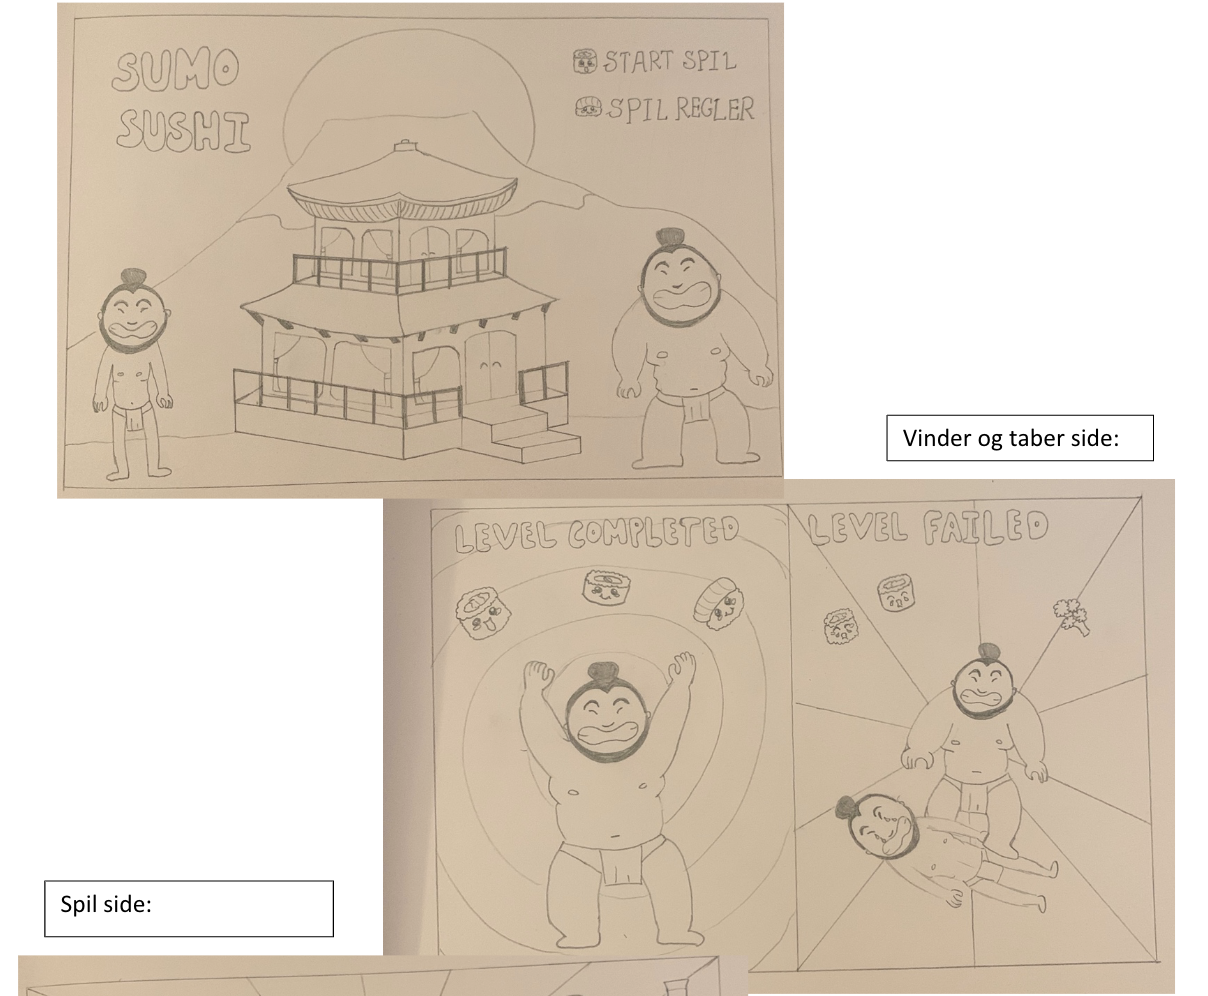 SUMO
SUSHI
START SPIL
SPIL REGLER
Vinder og taber side:
LEVEL COMPLETED
LEVEL FAILED
Spil side: